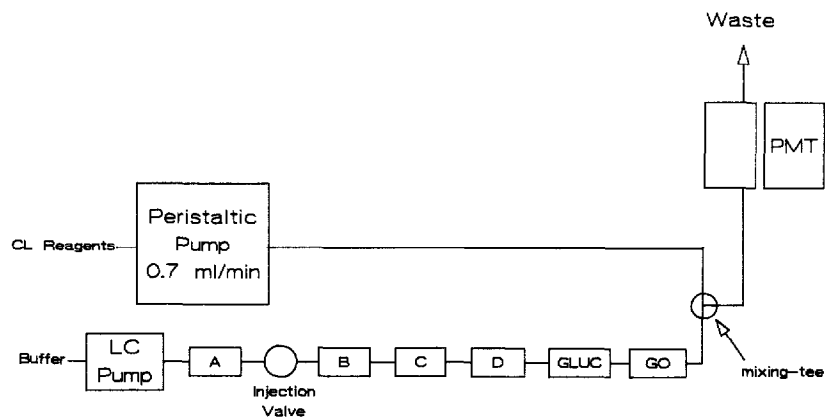 Waste
PMT
Peristaltic
Pump
0.7 ml/min
CL Reagents
mixing-tee
Buffer
LC
Pump
A
Injection
Valve
B
C
D
GLUC
GO